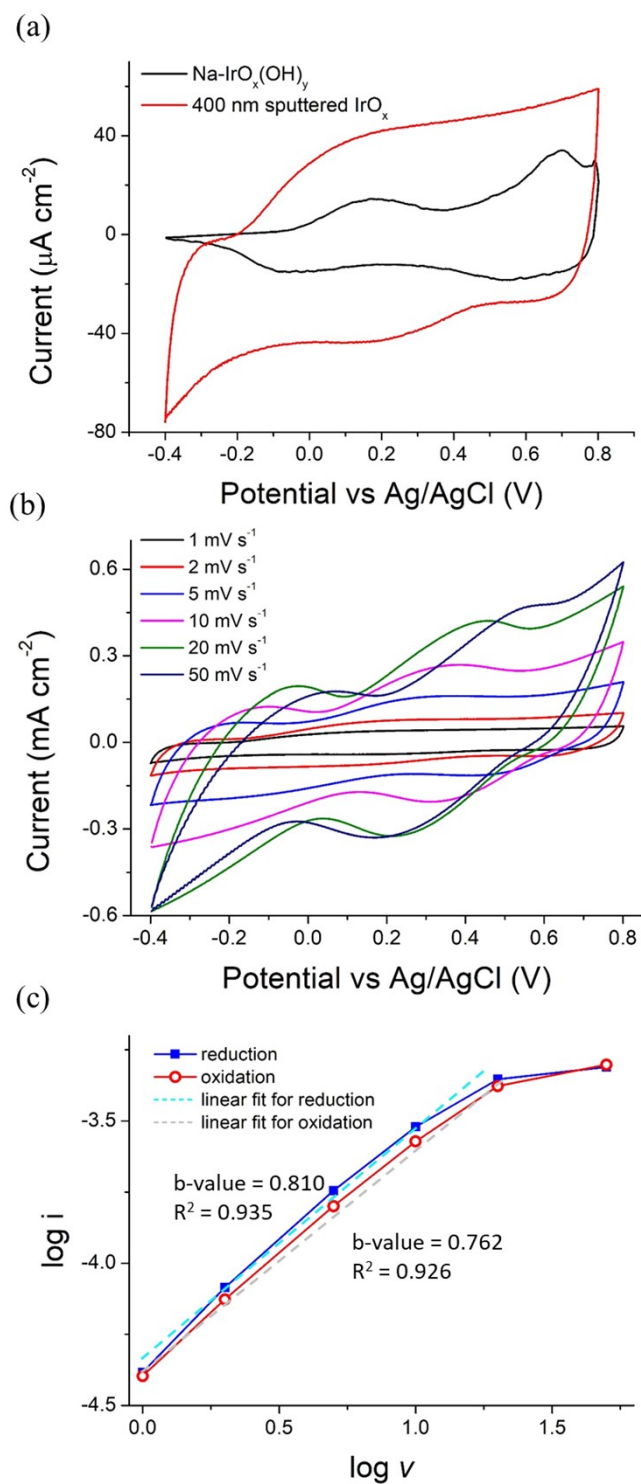 (a)
Na-IrOₓ(OH)ᵧ
400 nm sputtered IrOₓ
40
0
-40
-80
Current (μA cm⁻²)
-0.4 -0.2 0.0 0.2 0.4 0.6 0.8
Potential vs Ag/AgCl (V)
(b)
1 mV s⁻¹
2 mV s⁻¹
5 mV s⁻¹
10 mV s⁻¹
20 mV s⁻¹
50 mV s⁻¹
0.6
0.3
0.0
-0.3
-0.6
Current (mA cm⁻²)
-0.4 -0.2 0.0 0.2 0.4 0.6 0.8
Potential vs Ag/AgCl (V)
(c)
reduction
oxidation
linear fit for reduction
linear fit for oxidation
b-value = 0.810
R² = 0.935
b-value = 0.762
R² = 0.926
-3.5
-4.0
-4.5
log i
0.0 0.5 1.0 1.5
log v